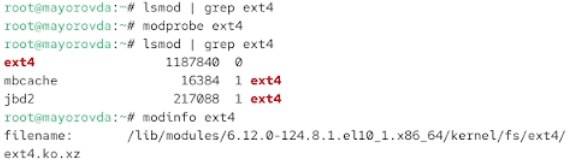 root@mayorovda:~# lsmod | grep ext4
root@mayorovda:~# modprobe ext4
root@mayorovda:~# lsmod | grep ext4
ext4                 1187840  0
mbcache                16384  1 ext4
jbd2                  217088  1 ext4
root@mayorovda:~# modinfo ext4
filename:       /lib/modules/6.12.0-124.8.1.el10_1.x86_64/kernel/fs/ext4/
ext4.ko.xz